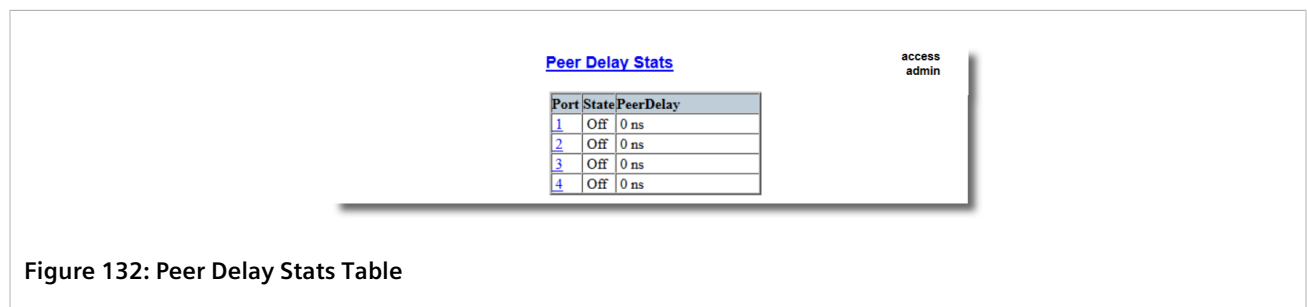 Peer Delay Stats
access
admin
Port State PeerDelay
1 Off 0 ns
2 Off 0 ns
3 Off 0 ns
4 Off 0 ns
Figure 132: Peer Delay Stats Table